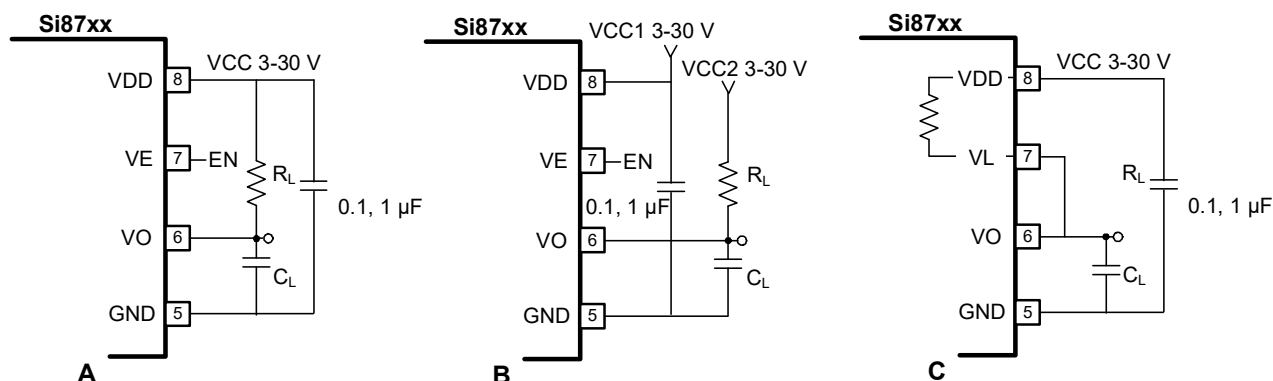 Si87xx
VCC 3-30 V
VDD
8
VE
7
EN
RL
0.1, 1 µF
VO
6
CL
GND
5
A
Si87xx
VCC1 3-30 V
VCC2 3-30 V
VDD
8
VE
7
EN
RL
0.1, 1 µF
VO
6
CL
GND
5
B
Si87xx
VCC 3-30 V
VDD
8
VL
7
RL
0.1, 1 µF
VO
6
CL
GND
5
C